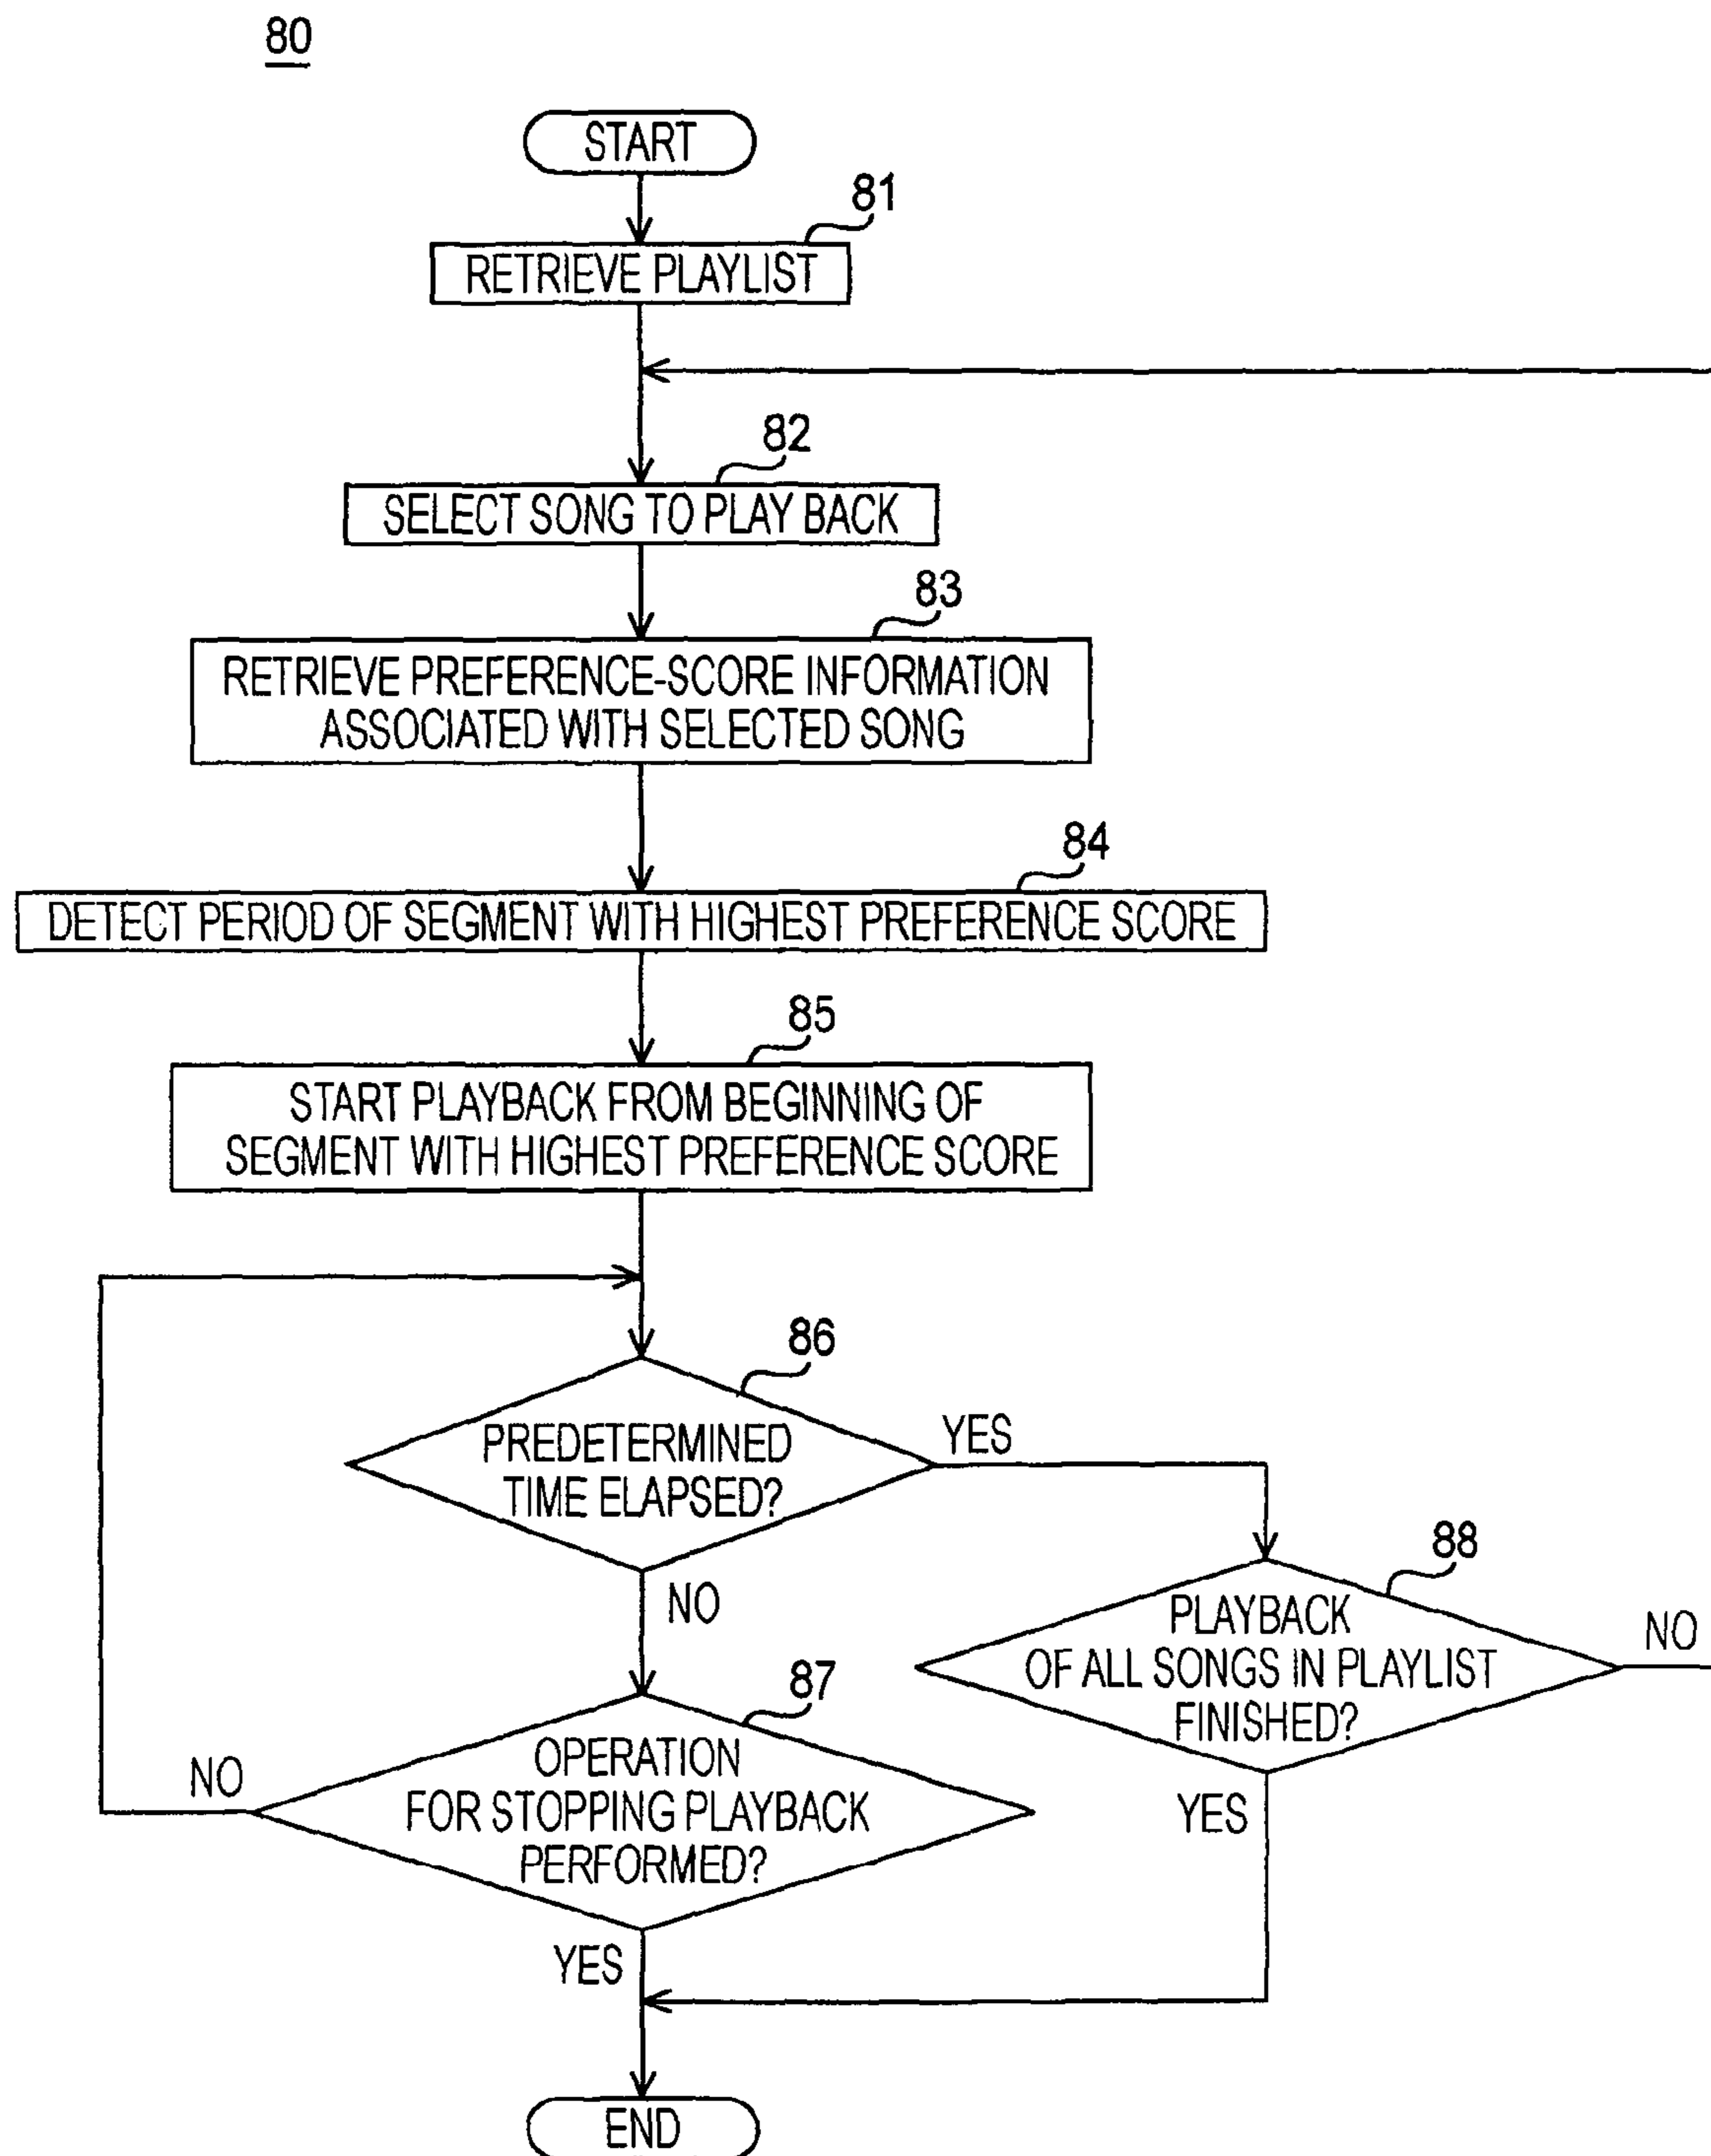 80
START
81
RETRIEVE PLAYLIST
82
SELECT SONG TO PLAY BACK
83
RETRIEVE PREFERENCE-SCORE INFORMATION
ASSOCIATED WITH SELECTED SONG
84
DETECT PERIOD OF SEGMENT WITH HIGHEST PREFERENCE SCORE
85
START PLAYBACK FROM BEGINNING OF
SEGMENT WITH HIGHEST PREFERENCE SCORE
86
PREDETERMINED
TIME ELAPSED?
YES
NO
88
PLAYBACK
OF ALL SONGS IN PLAYLIST
FINISHED?
NO
YES
87
OPERATION
FOR STOPPING PLAYBACK
PERFORMED?
NO
YES
END